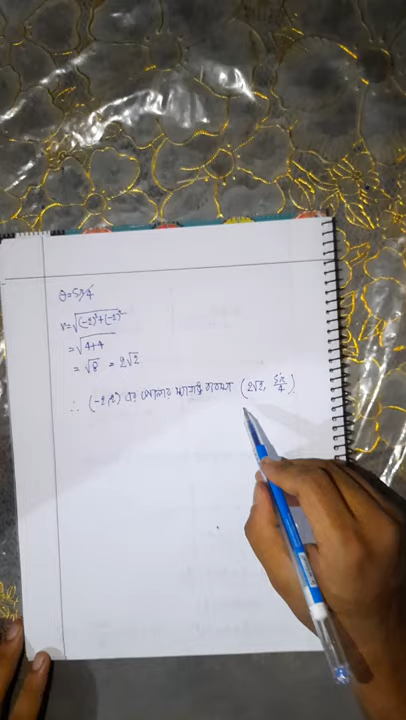 θ=5π/4
r=√(-2)²+(-2)²
=√4+4
= √8 = 2√2
∴ (-2,-2) এর পোলার স্থানাঙ্ক (2√2, 5π/4)